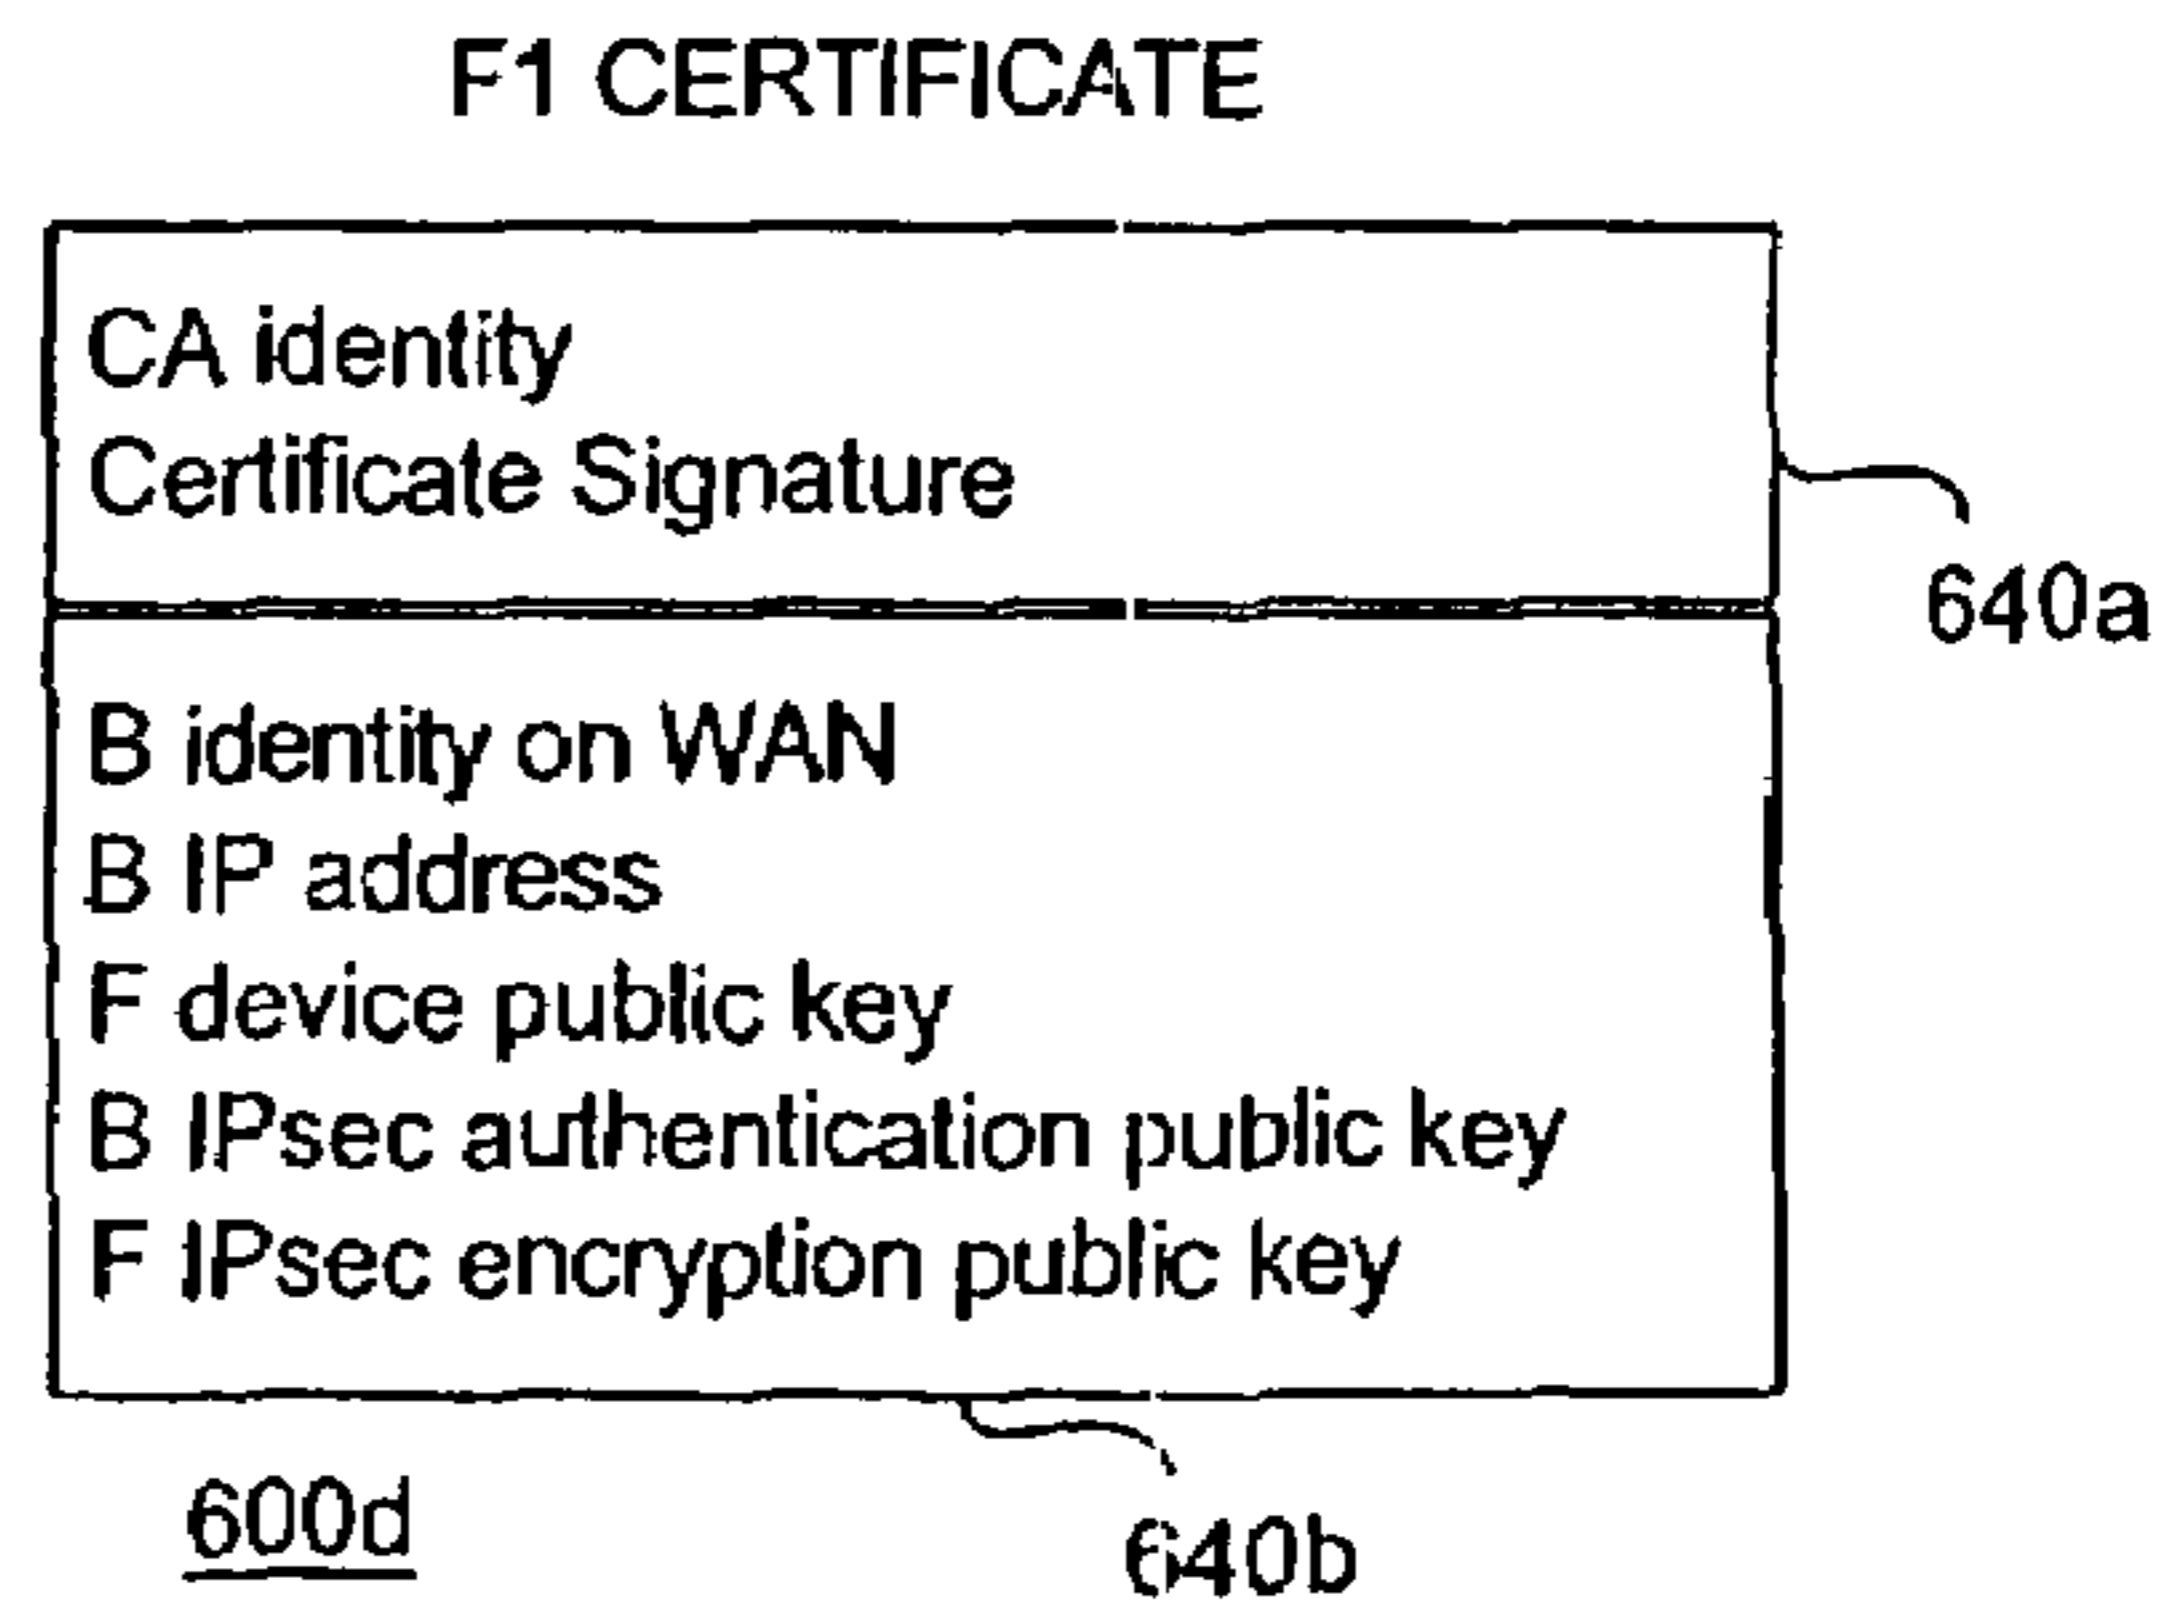 F1 CERTIFICATE
CA identity
Certificate Signature
640a
B identity on WAN
B IP address
F device public key
B IPsec authentication public key
F IPsec encryption public key
600d
640b